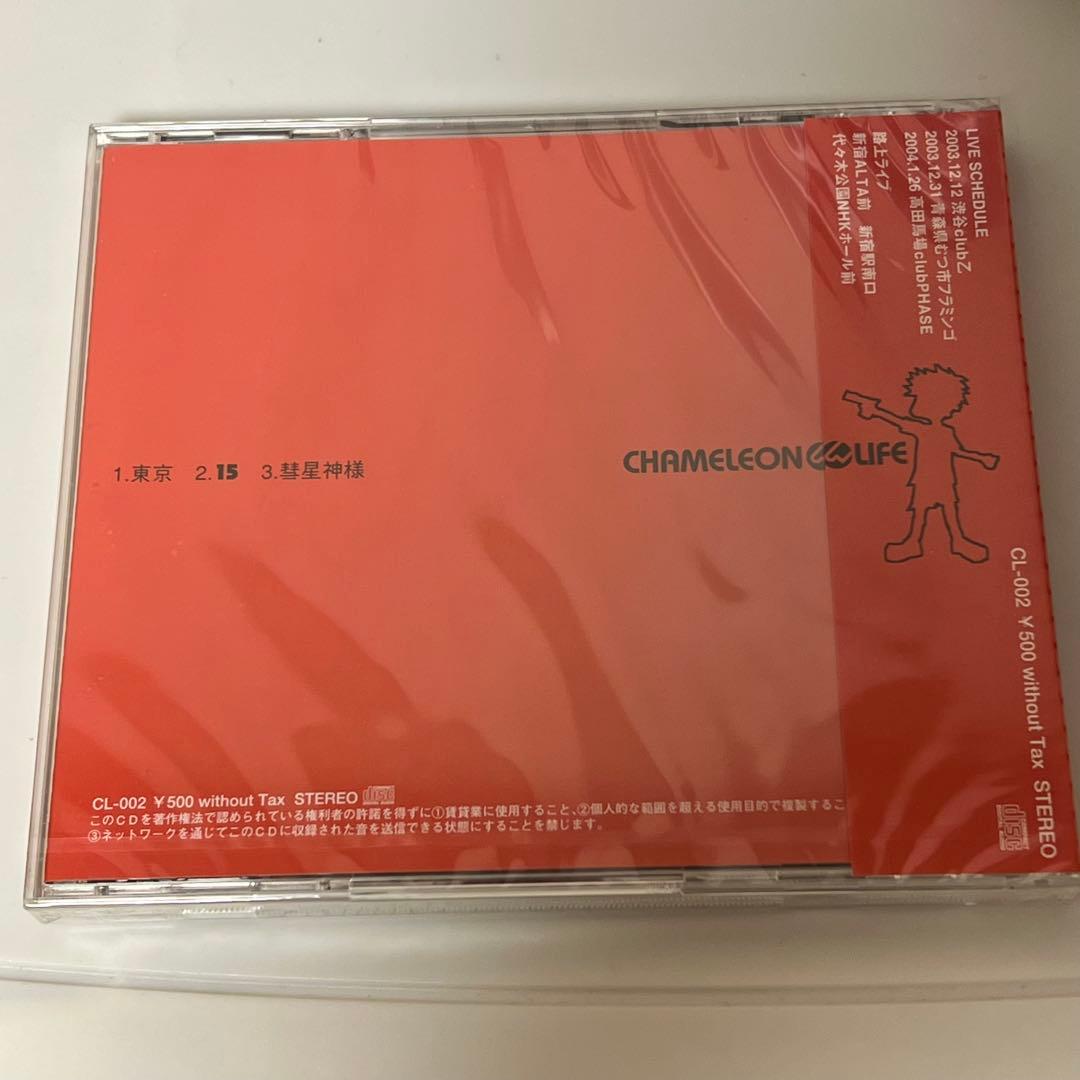 1.東京 2.15 3.彗星神様
CHAMELEON LIFE
CL-002 ￥500 without Tax STEREO disc
このCDを著作権法で認められている権利者の許諾を得ずに①賃貸業に使用すること、②個人的な範囲を超える使用目的で複製するこ
③ネットワークを通じてこのCDに収録された音を送信できる状態にすることを禁じます。
LIVE SCHEDULE
2003.12.12 渋谷clubZ
2003.12.31 青森県むつ市フラミンゴ
2004.1.26 高田馬場clubPHASE
路上ライブ
新宿ALTA前 新宿駅南口
代々木公園NHKホール前
CL-002 ￥500 without Tax STEREO
disc